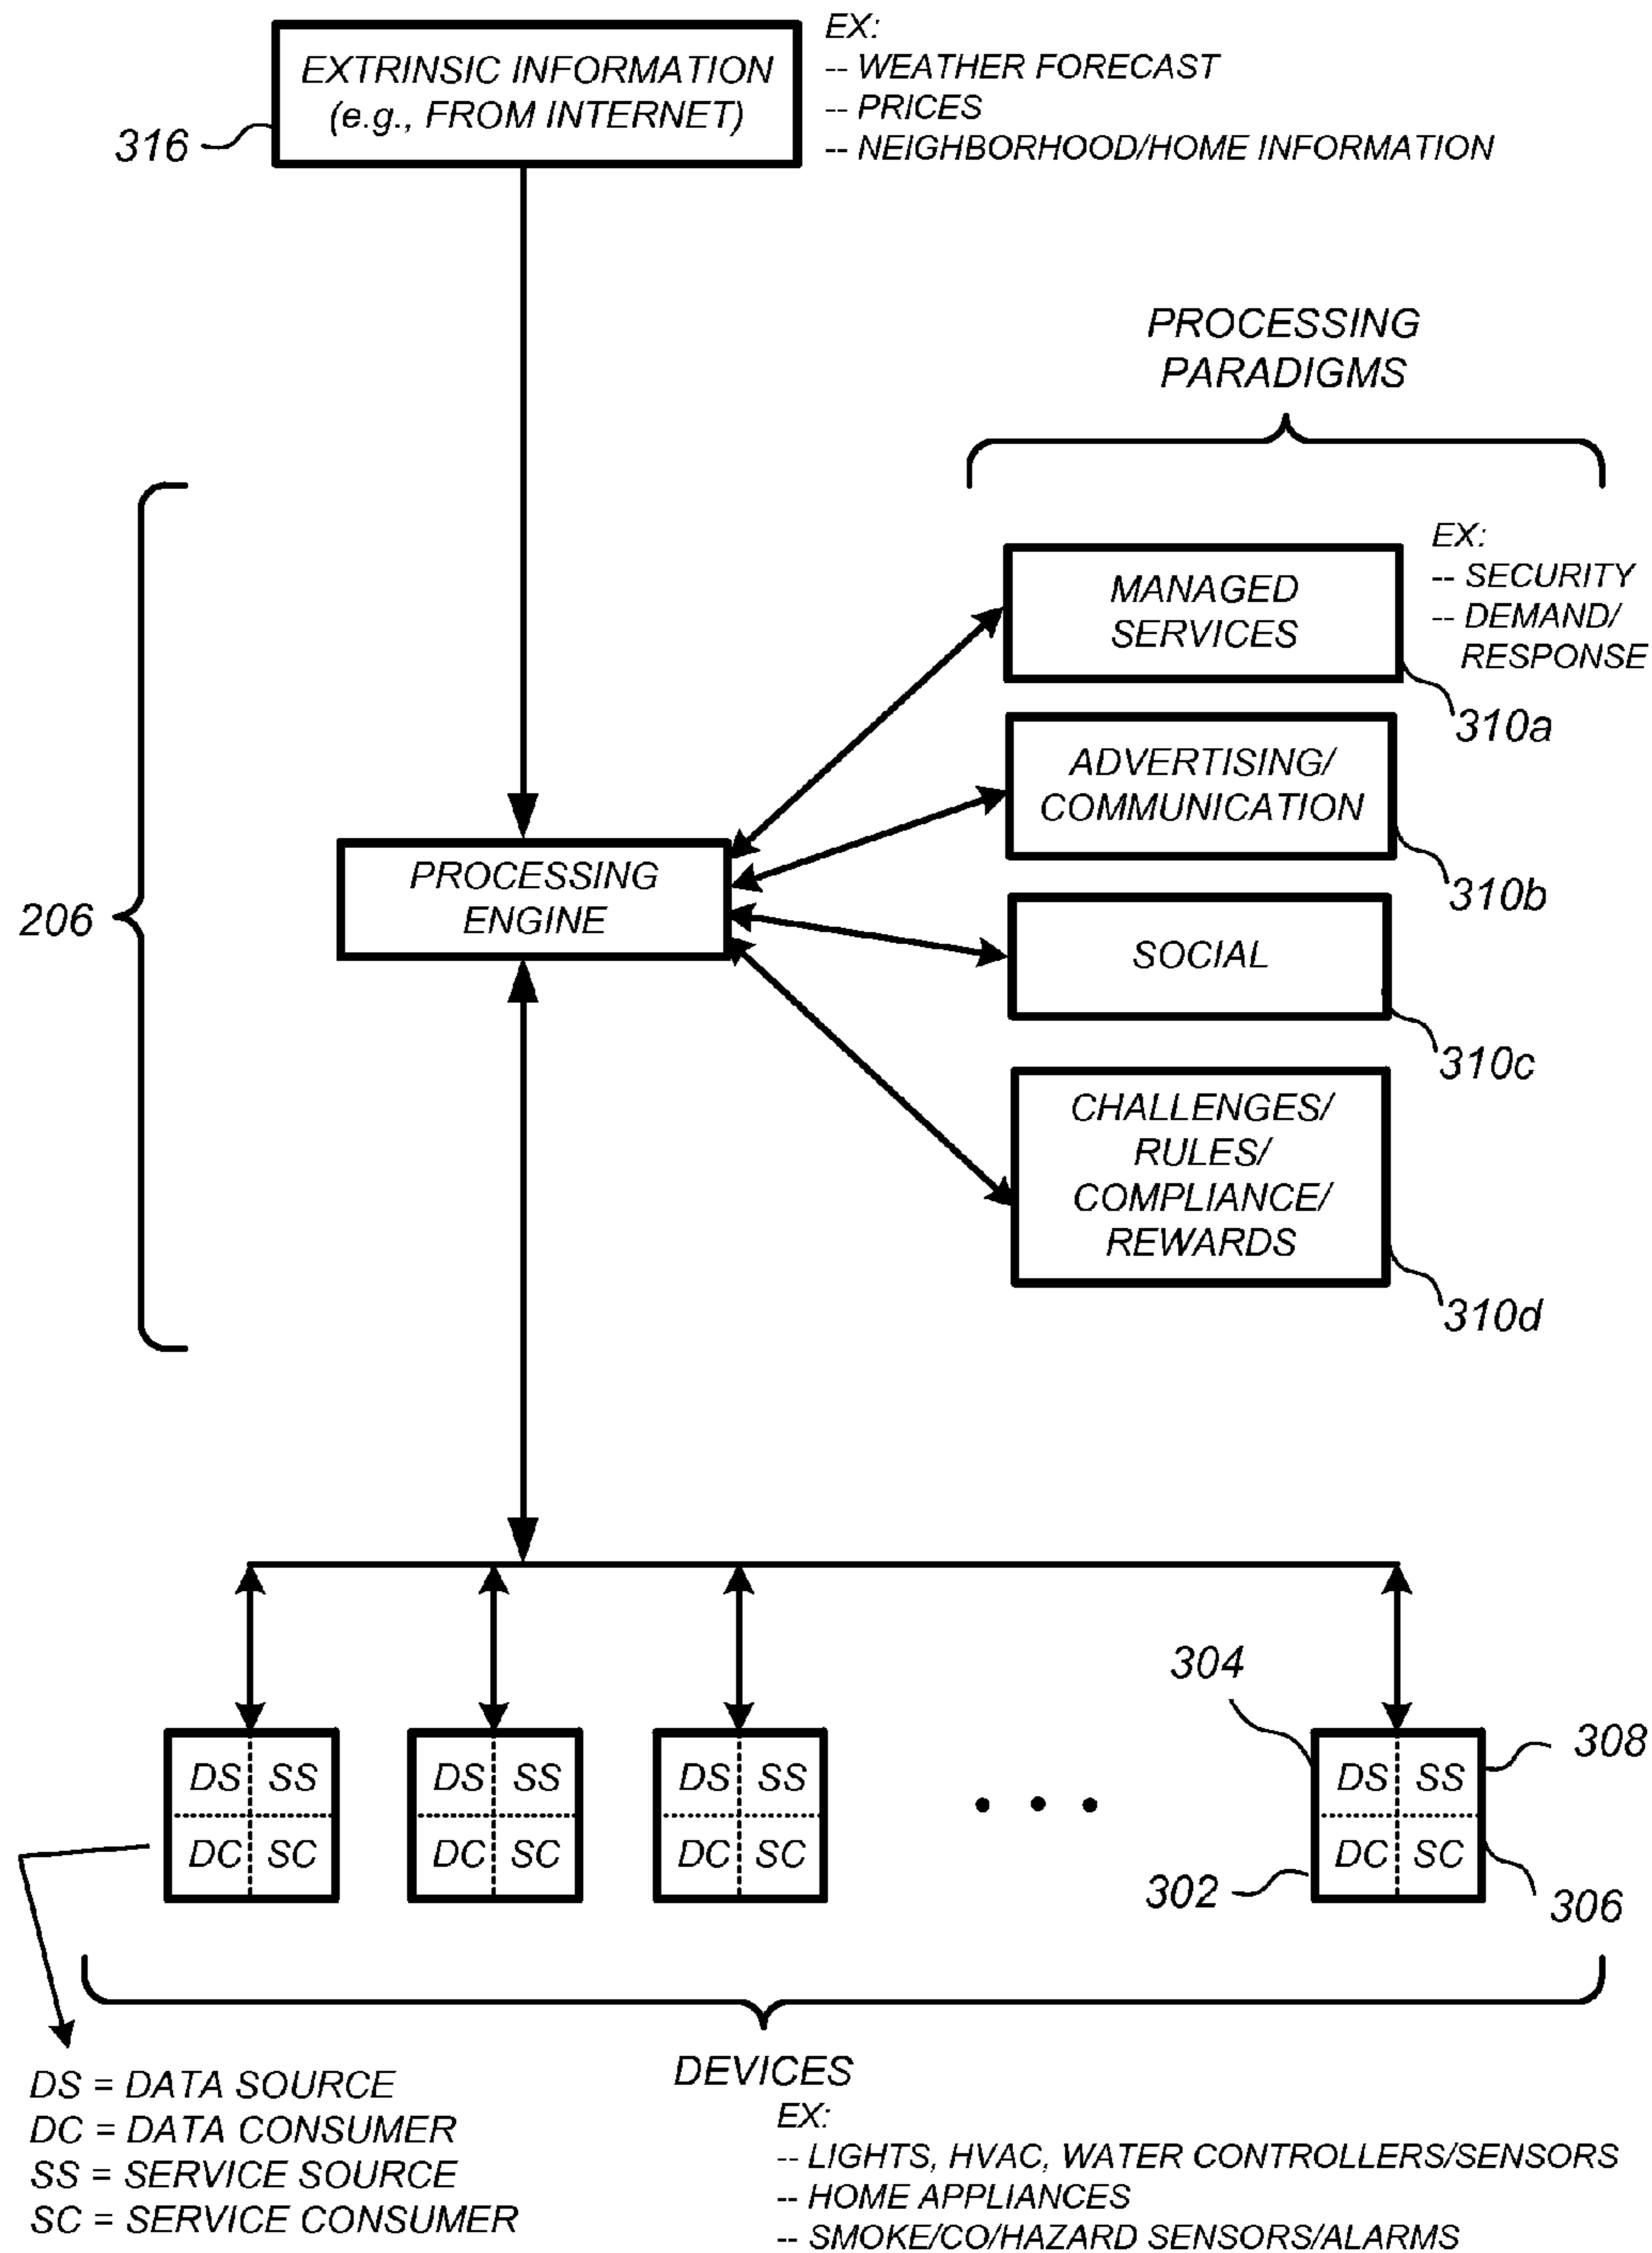 EXTRINSIC INFORMATION
(e.g., FROM INTERNET)
316
EX:
-- WEATHER FORECAST
-- PRICES
-- NEIGHBORHOOD/HOME INFORMATION
PROCESSING
PARADIGMS
206
PROCESSING
ENGINE
MANAGED
SERVICES
EX:
-- SECURITY
-- DEMAND/
RESPONSE
310a
ADVERTISING/
COMMUNICATION
310b
SOCIAL
310c
CHALLENGES/
RULES/
COMPLIANCE/
REWARDS
310d
DS SS
DC SC
DS SS
DC SC
DS SS
DC SC
• • •
304
DS SS
DC SC
308
302
306
DS = DATA SOURCE
DC = DATA CONSUMER
SS = SERVICE SOURCE
SC = SERVICE CONSUMER
DEVICES
EX:
-- LIGHTS, HVAC, WATER CONTROLLERS/SENSORS
-- HOME APPLIANCES
-- SMOKE/CO/HAZARD SENSORS/ALARMS